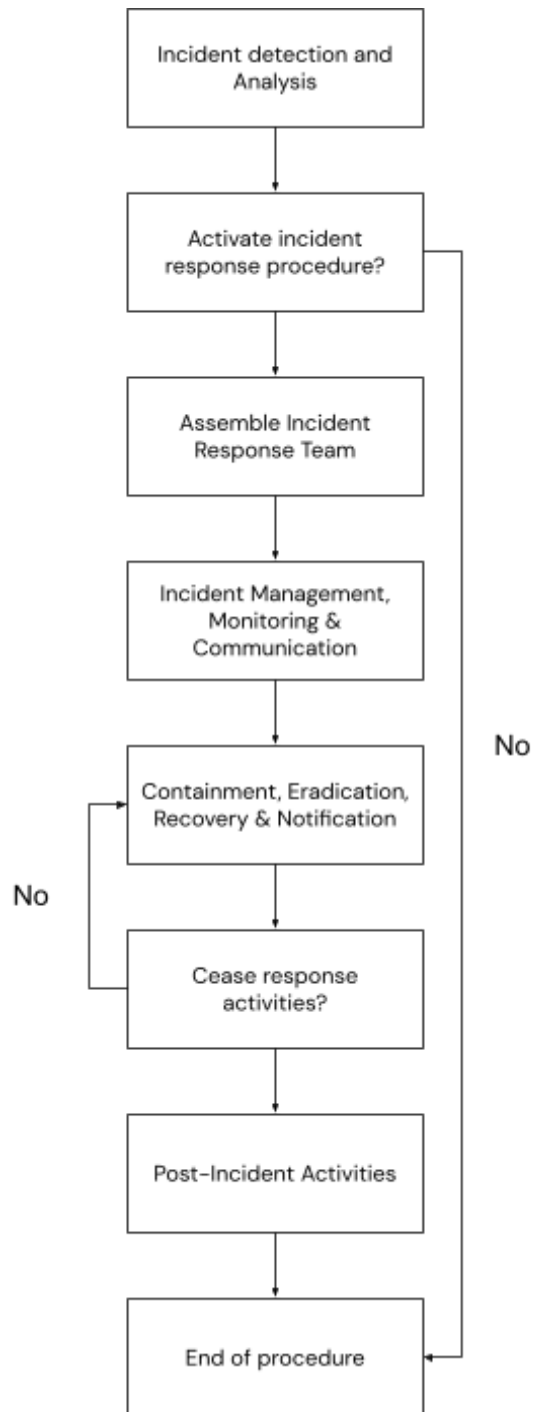 Incident detection and
Analysis
Activate incident
response procedure?
Assemble Incident
Response Team
Incident Management,
Monitoring &
Communication
No
Containment, Eradication,
Recovery & Notification
No
Cease response
activities?
Post-Incident Activities
End of procedure